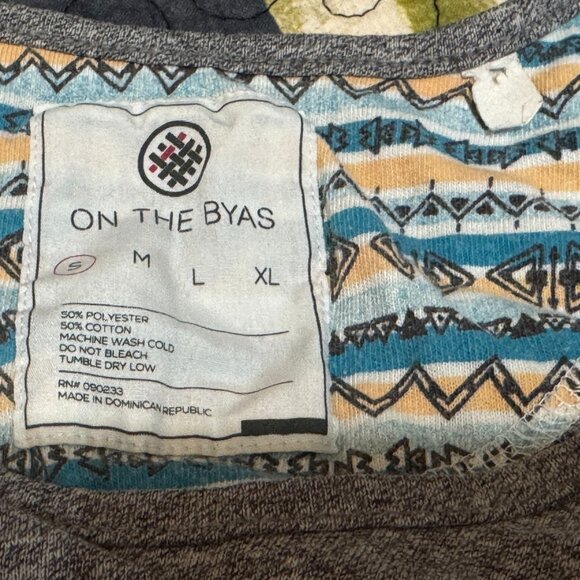 ON THE BYAS
S M L XL
50% POLYESTER
50% COTTON
MACHINE WASH COLD
DO NOT BLEACH
TUMBLE DRY LOW
RN# 090233
MADE IN DOMINICAN REPUBLIC